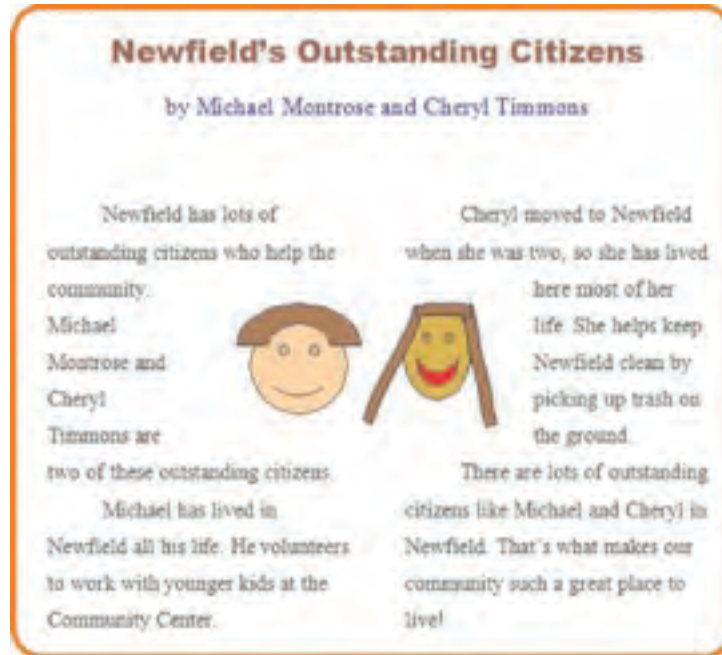 Newfield's Outstanding Citizens
by Michael Montrose and Cheryl Timmons
Newfield has lots of
outstanding citizens who help the
community.
Michael
Montrose and
Cheryl
Timmons are
two of these outstanding citizens.
Michael has lived in
Newfield all his life. He volunteers
to work with younger kids at the
Community Center.
Cheryl moved to Newfield
when she was two, so she has lived
here most of her
life. She helps keep
Newfield clean by
picking up trash on
the ground.
There are lots of outstanding
citizens like Michael and Cheryl in
Newfield. That's what makes our
community such a great place to
live!